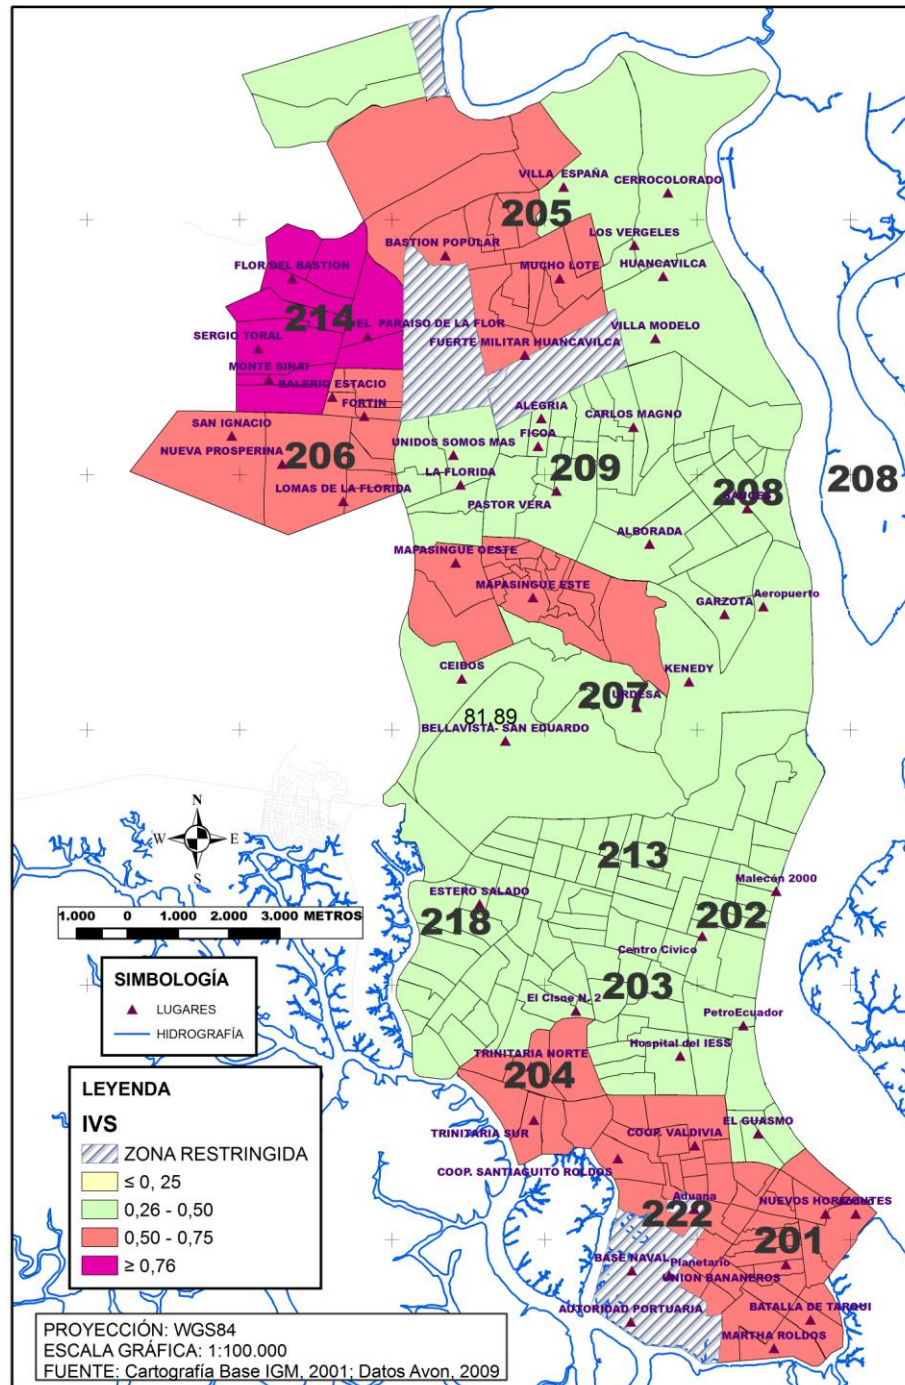 VILLA ESPAÑA
CERROCOLORADO
205
LOS VERGELES
BASTION POPULAR
MUCHO LOTE
HUANCAVILCA
FLOR DEL BASTION
214
EL PARAISO DE LA FLOR
VILLA MODELO
SERGIO TORAL
FUERTE MILITAR HUANCAVILCA
MONTE SINAI
BALERIO ESTACIO
FORTIN
ALEGRIA
CARLOS MAGNO
SAN IGNACIO
FICOA
UNIDOS SOMOS MAS
NUEVA PROSPERINA
206
209
LA FLORIDA
208
208
LOMAS DE LA FLORIDA
PASTOR VERA
ALBORADA
MAPASINGUE OESTE
MAPASINGUE ESTE
GARZOTA
Aeropuerto
CEIBOS
KENEDY
207
URDESA
81,89
BELLAVISTA- SAN EDUARDO
N
W
E
S
213
Malecón 2000
ESTERO SALADO
218
202
1.000 0 1.000 2.000 3.000 METROS
Centro Cívico
SIMBOLOGÍA
LUGARES
HIDROGRAFÍA
203
El Cisne N- 2
PetroEcuador
Hospital del IESS
TRINITARIA NORTE
204
LEYENDA
IVS
ZONA RESTRINGIDA
≤ 0, 25
0,26 - 0,50
0,50 - 0,75
≥ 0,76
EL GUASMO
TRINITARIA SUR
COOP. VALDIVIA
COOP. SANTIAGUITO ROLDOS
Aduana
NUEVOS HORIZONTES
222
201
BASE NAVAL
Planetario
UNION BANANEROS
AUTORIDAD PORTUARIA
BATALLA DE TARQUI
MARTHA ROLDOS
PROYECCIÓN: WGS84
ESCALA GRÁFICA: 1:100.000
FUENTE: Cartografía Base IGM, 2001; Datos Avon, 2009